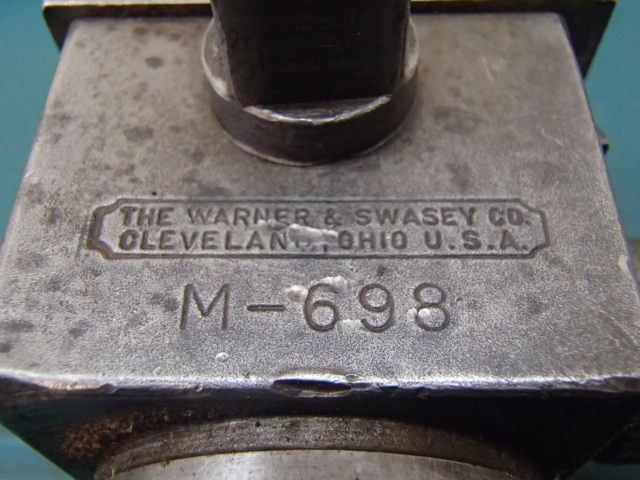 THE WARNER & SWASEY CO.
CLEVELAND, OHIO U.S.A.
M-698